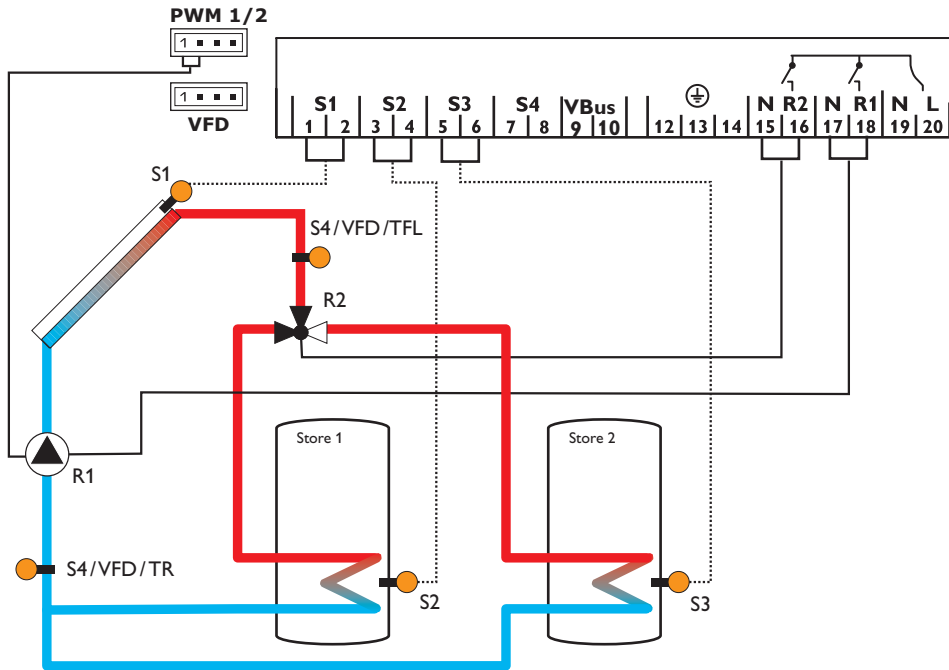 PWM 1/2
1
1
VFD
S1 S2 S3 S4 VBus N R2 N R1 N L
1 2 3 4 5 6 7 8 9 10 12 13 14 15 16 17 18 19 20
S1
S4/VFD/TFL
R2
Store 1
Store 2
R1
S4/VFD/TR
S2
S3